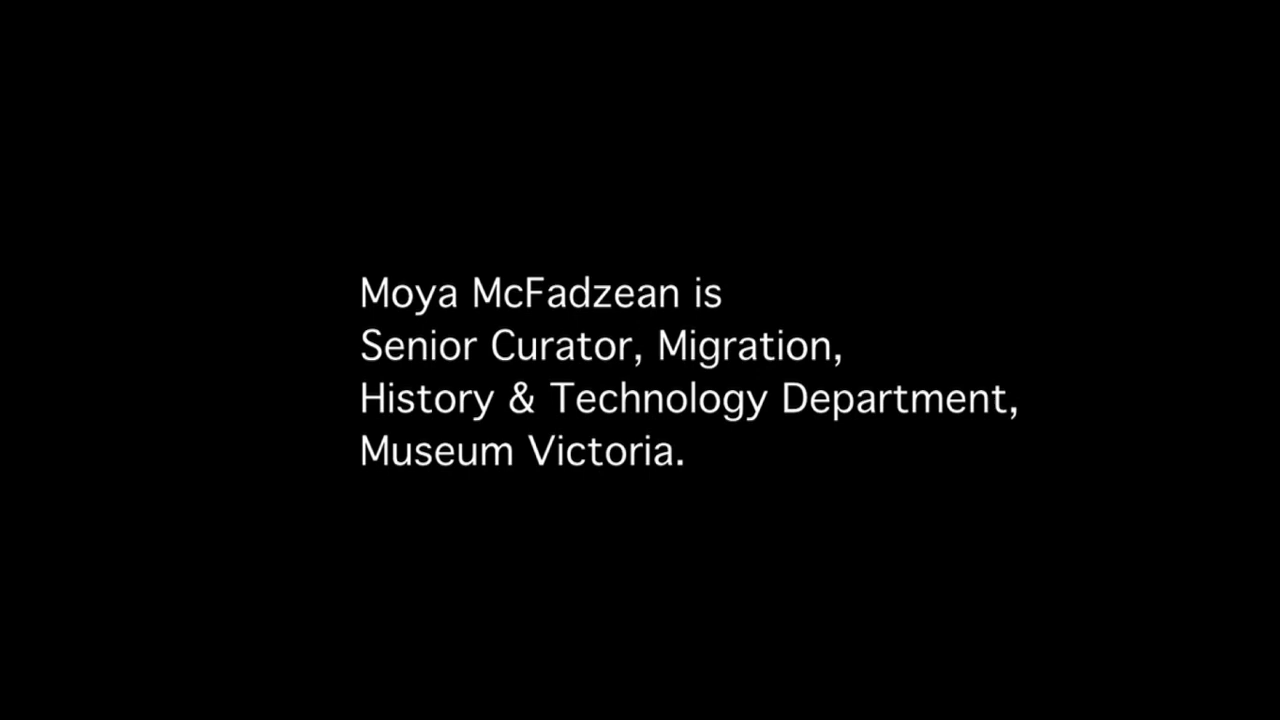 Moya McFadzean is
Senior Curator, Migration,
History & Technology Department,
Museum Victoria.